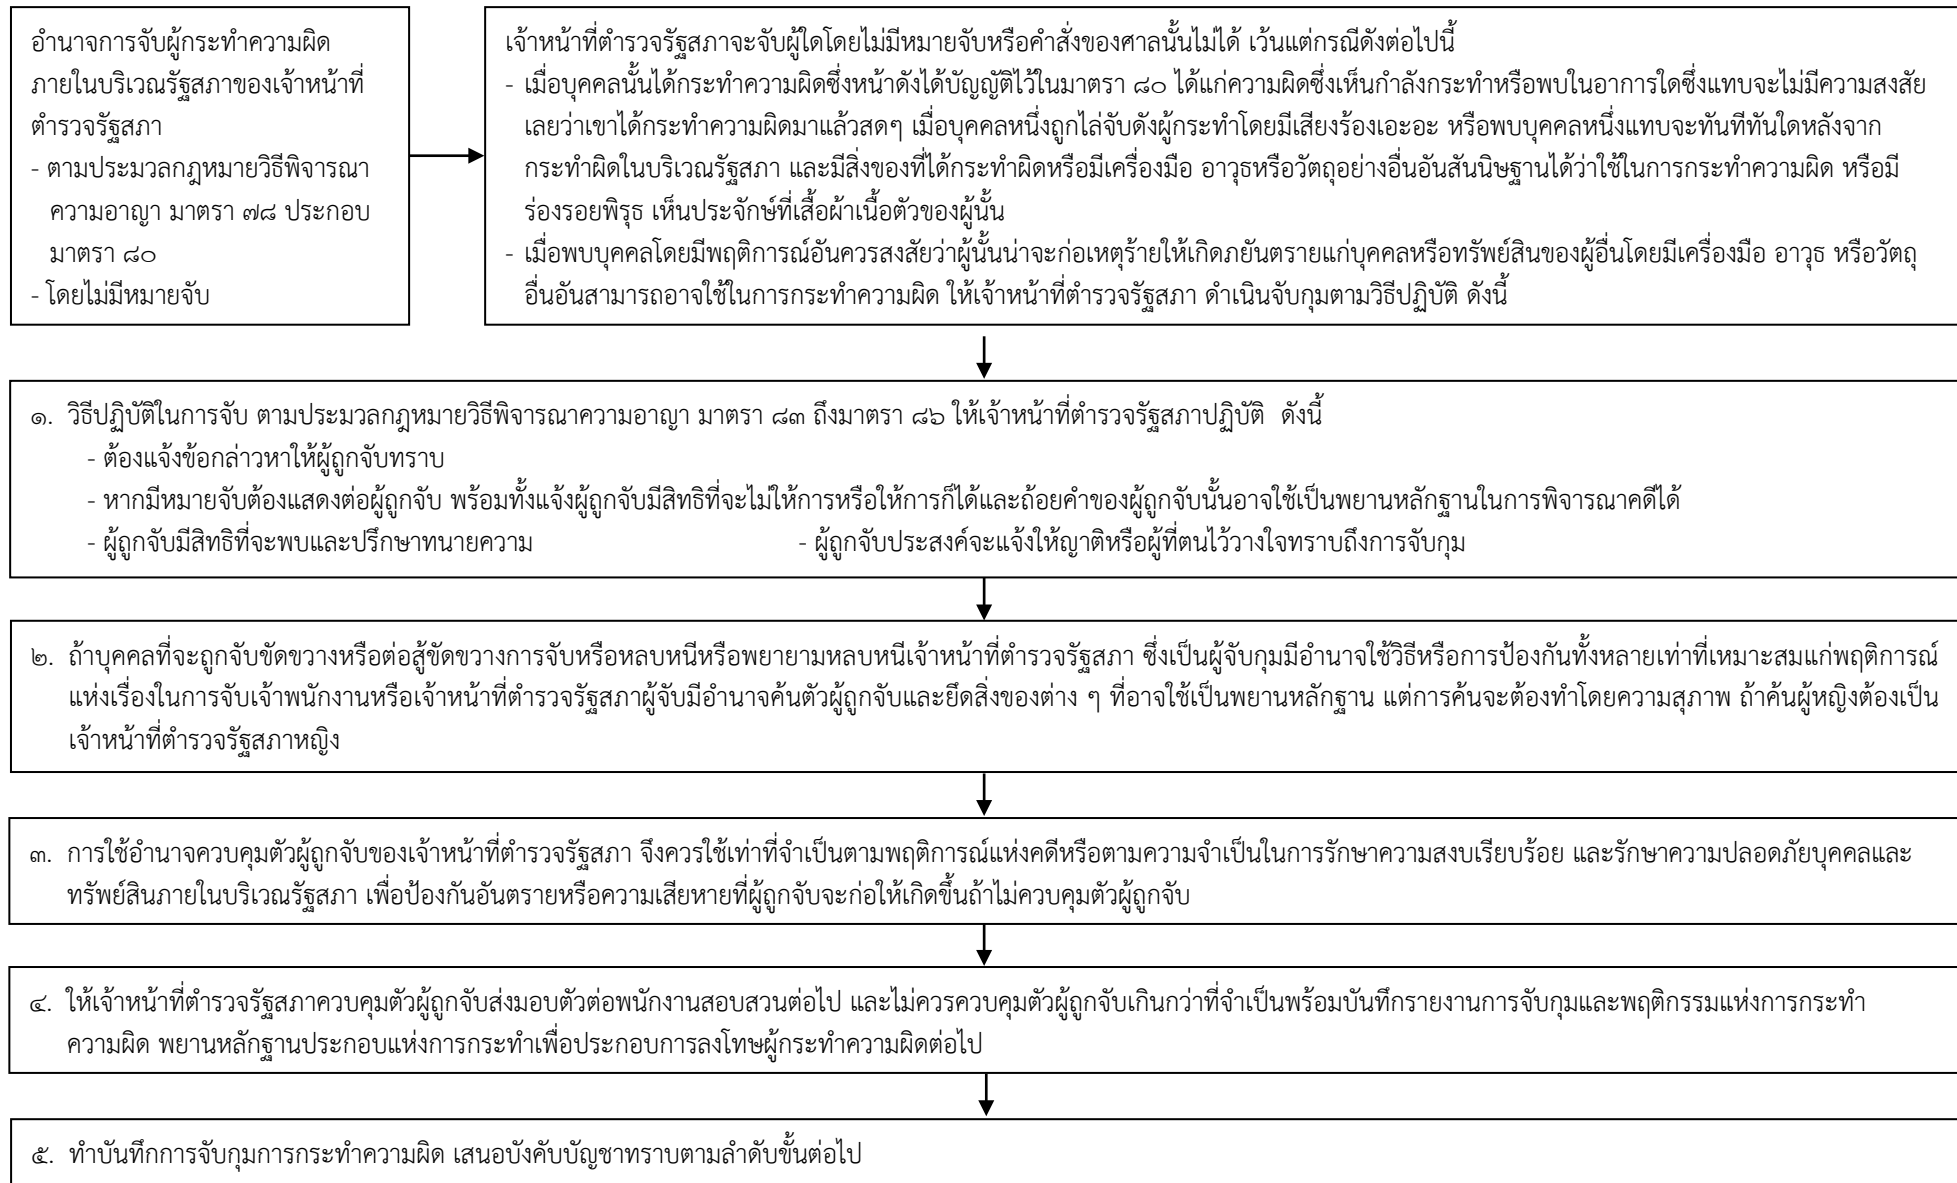 อำนาจการจับผู้กระทำความผิด
ภายในบริเวณรัฐสภาของเจ้าหน้าที่
ตำรวจรัฐสภา
- ตามประมวลกฎหมายวิธีพิจารณา
ความอาญา มาตรา ๗๘ ประกอบ
มาตรา ๘๐
- โดยไม่มีหมายจับ
เจ้าหน้าที่ตำรวจรัฐสภาจะจับผู้ใดโดยไม่มีหมายจับหรือคำสั่งของศาลนั้นไม่ได้ เว้นแต่กรณีดังต่อไปนี้
- เมื่อบุคคลนั้นได้กระทำความผิดซึ่งหน้าดังได้บัญญัติไว้ในมาตรา ๘๐ ได้แก่ความผิดซึ่งเห็นกำลังกระทำหรือพบในอาการใดซึ่งแทบจะไม่มีความสงสัย
เลยว่าเขาได้กระทำความผิดมาแล้วสดๆ เมื่อบุคคลหนึ่งถูกไล่จับดังผู้กระทำโดยมีเสียงร้องเอะอะ หรือพบบุคคลหนึ่งแทบจะทันทีทันใดหลังจาก
กระทำผิดในบริเวณรัฐสภา และมีสิ่งของที่ได้กระทำผิดหรือมีเครื่องมือ อาวุธหรือวัตถุอย่างอื่นอันสันนิษฐานได้ว่าใช้ในการกระทำความผิด หรือมี
ร่องรอยพิรุธ เห็นประจักษ์ที่เสื้อผ้าเนื้อตัวของผู้นั้น
- เมื่อพบบุคคลโดยมีพฤติการณ์อันควรสงสัยว่าผู้นั้นน่าจะก่อเหตุร้ายให้เกิดภยันตรายแก่บุคคลหรือทรัพย์สินของผู้อื่นโดยมีเครื่องมือ อาวุธ หรือวัตถุ
อื่นอันสามารถอาจใช้ในการกระทำความผิด ให้เจ้าหน้าที่ตำรวจรัฐสภา ดำเนินจับกุมตามวิธีปฏิบัติ ดังนี้
๑. วิธีปฏิบัติในการจับ ตามประมวลกฎหมายวิธีพิจารณาความอาญา มาตรา ๘๓ ถึงมาตรา ๘๖ ให้เจ้าหน้าที่ตำรวจรัฐสภาปฏิบัติ ดังนี้
- ต้องแจ้งข้อกล่าวหาให้ผู้ถูกจับทราบ
- หากมีหมายจับต้องแสดงต่อผู้ถูกจับ พร้อมทั้งแจ้งผู้ถูกจับมีสิทธิที่จะไม่ให้การหรือให้การก็ได้และถ้อยคำของผู้ถูกจับนั้นอาจใช้เป็นพยานหลักฐานในการพิจารณาคดีได้
- ผู้ถูกจับมีสิทธิที่จะพบและปรึกษาทนายความ - ผู้ถูกจับประสงค์จะแจ้งให้ญาติหรือผู้ที่ตนไว้วางใจทราบถึงการจับกุม
๒. ถ้าบุคคลที่จะถูกจับขัดขวางหรือต่อสู้ขัดขวางการจับหรือหลบหนีหรือพยายามหลบหนีเจ้าหน้าที่ตำรวจรัฐสภา ซึ่งเป็นผู้จับกุมมีอำนาจใช้วิธีหรือการป้องกันทั้งหลายเท่าที่เหมาะสมแก่พฤติการณ์
แห่งเรื่องในการจับเจ้าพนักงานหรือเจ้าหน้าที่ตำรวจรัฐสภาผู้จับมีอำนาจค้นตัวผู้ถูกจับและยึดสิ่งของต่าง ๆ ที่อาจใช้เป็นพยานหลักฐาน แต่การค้นจะต้องทำโดยความสุภาพ ถ้าค้นผู้หญิงต้องเป็น
เจ้าหน้าที่ตำรวจรัฐสภาหญิง
๓. การใช้อำนาจควบคุมตัวผู้ถูกจับของเจ้าหน้าที่ตำรวจรัฐสภา จึงควรใช้เท่าที่จำเป็นตามพฤติการณ์แห่งคดีหรือตามความจำเป็นในการรักษาความสงบเรียบร้อย และรักษาความปลอดภัยบุคคลและ
ทรัพย์สินภายในบริเวณรัฐสภา เพื่อป้องกันอันตรายหรือความเสียหายที่ผู้ถูกจับจะก่อให้เกิดขึ้นถ้าไม่ควบคุมตัวผู้ถูกจับ
๔. ให้เจ้าหน้าที่ตำรวจรัฐสภาควบคุมตัวผู้ถูกจับส่งมอบตัวต่อพนักงานสอบสวนต่อไป และไม่ควรควบคุมตัวผู้ถูกจับเกินกว่าที่จำเป็นพร้อมบันทึกรายงานการจับกุมและพฤติกรรมแห่งการกระทำ
ความผิด พยานหลักฐานประกอบแห่งการกระทำเพื่อประกอบการลงโทษผู้กระทำความผิดต่อไป
๕. ทำบันทึกการจับกุมการกระทำความผิด เสนอบังคับบัญชาทราบตามลำดับขั้นต่อไป